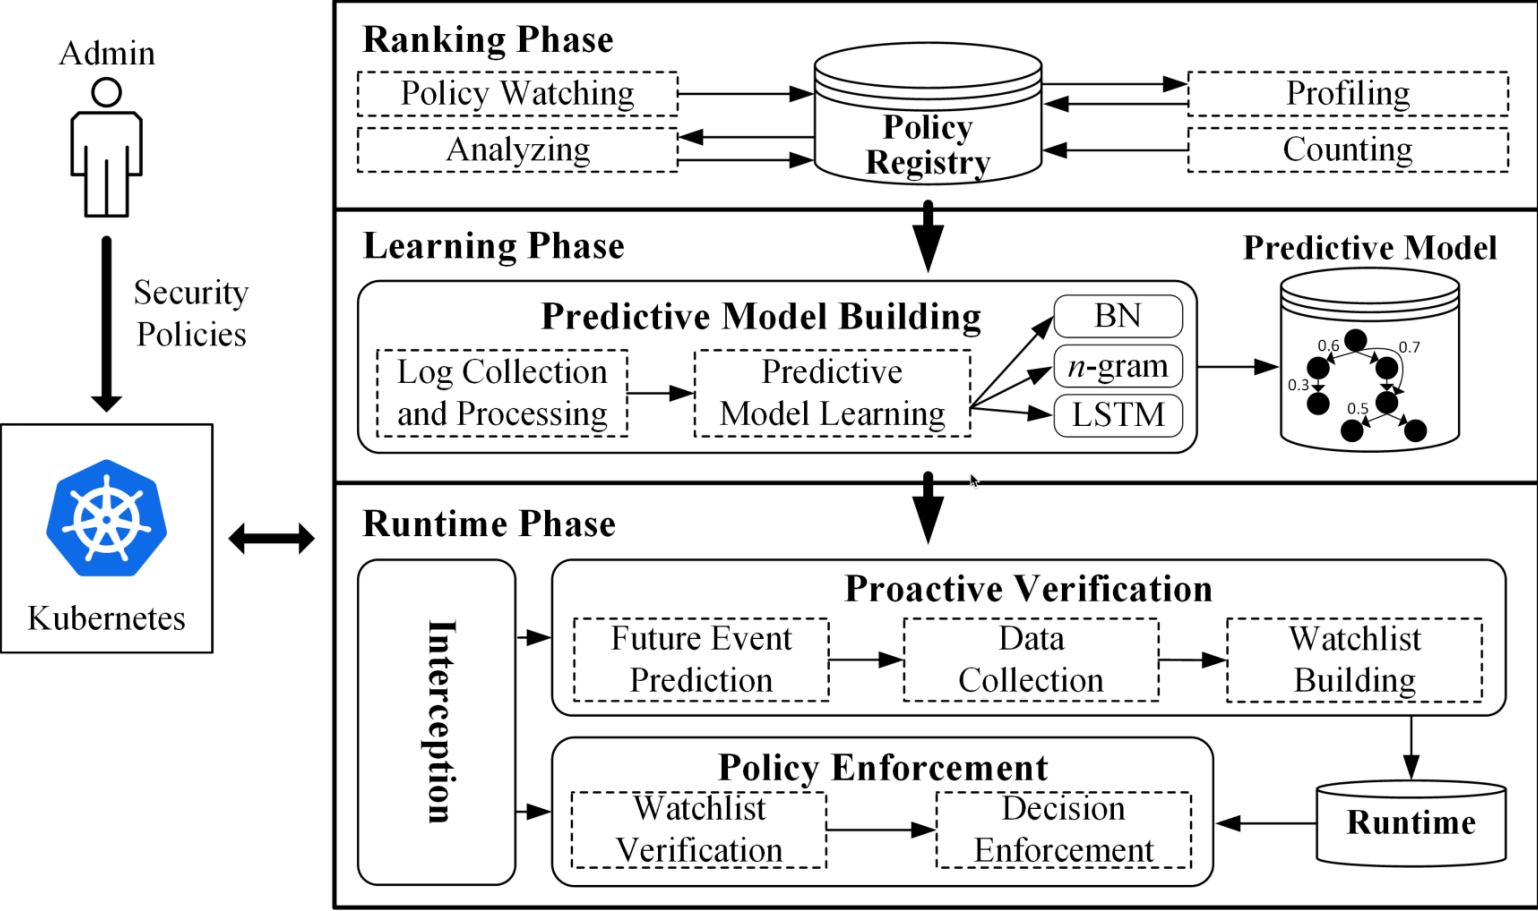 Admin
Security
Policies
Kubernetes
Ranking Phase
Policy Watching
Analyzing
Policy
Registry
Profiling
Counting
Learning Phase
Predictive Model Building
Log Collection
and Processing
Predictive
Model Learning
BN
n-gram
LSTM
Predictive Model
0.6
0.7
0.3
0.5
Runtime Phase
Interception
Proactive Verification
Future Event
Prediction
Data
Collection
Watchlist
Building
Policy Enforcement
Watchlist
Verification
Decision
Enforcement
Runtime